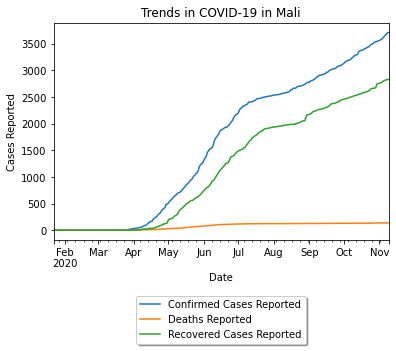 Trends in COVID-19 in Mali
Cases Reported
3500
3000
2500
2000
1500
1000
500
0
Feb Mar Apr May Jun Jul Aug Sep Oct Nov
2020
Date
Confirmed Cases Reported
Deaths Reported
Recovered Cases Reported